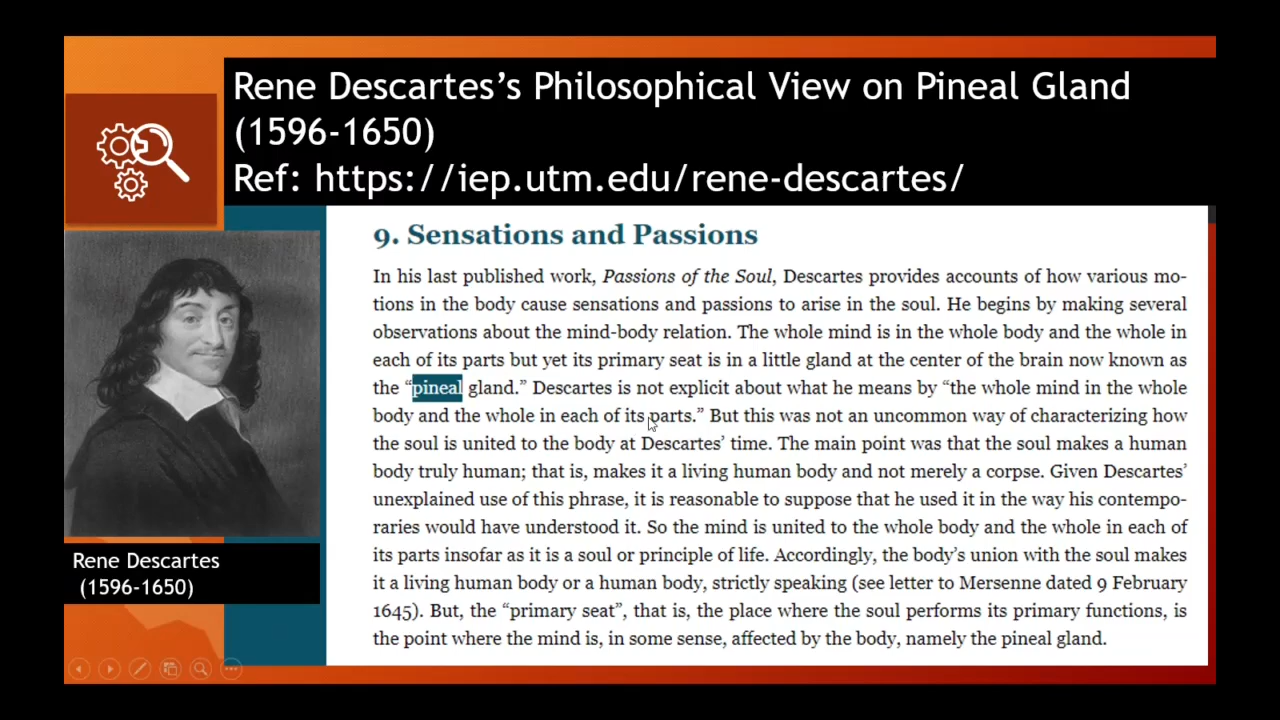 Rene Descartes's Philosophical View on Pineal Gland
(1596-1650)
Ref: https://iep.utm.edu/rene-descartes/
9. Sensations and Passions
In his last published work, Passions of the Soul, Descartes provides accounts of how various mo-
tions in the body cause sensations and passions to arise in the soul. He begins by making several
observations about the mind-body relation. The whole mind is in the whole body and the whole in
each of its parts but yet its primary seat is in a little gland at the center of the brain now known as
the “pineal gland.” Descartes is not explicit about what he means by “the whole mind in the whole
body and the whole in each of its parts.” But this was not an uncommon way of characterizing how
the soul is united to the body at Descartes’ time. The main point was that the soul makes a human
body truly human; that is, makes it a living human body and not merely a corpse. Given Descartes’
unexplained use of this phrase, it is reasonable to suppose that he used it in the way his contempo-
raries would have understood it. So the mind is united to the whole body and the whole in each of
its parts insofar as it is a soul or principle of life. Accordingly, the body’s union with the soul makes
it a living human body or a human body, strictly speaking (see letter to Mersenne dated 9 February
1645). But, the “primary seat”, that is, the place where the soul performs its primary functions, is
the point where the mind is, in some sense, affected by the body, namely the pineal gland.
Rene Descartes
(1596-1650)